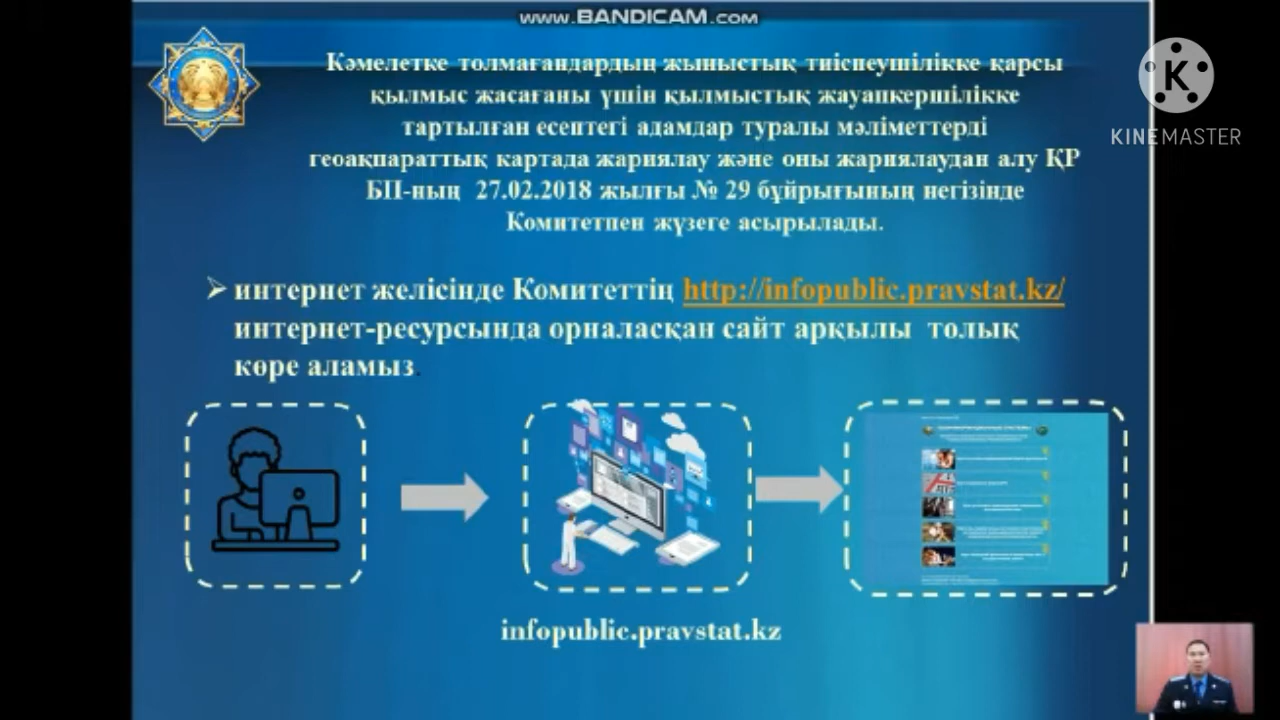 www.BANDICAM.com
KINEMASTER
Кәмелетке толмағандардың жыныстық тиіспеушілікке қарсы
қылмыс жасағаны үшін қылмыстық жауапкершілікке
тартылған есептегі адамдар туралы мәліметтерді
геоақпараттық картада жариялау және оны жариялаудан алу ҚР
БП-ның 27.02.2018 жылғы № 29 бұйрығының негізінде
Комитетпен жүзеге асырылады.
интернет желісінде Комитеттің http://infopublic.pravstat.kz/
интернет-ресурсында орналасқан сайт арқылы толық
көре аламыз.
infopublic.pravstat.kz